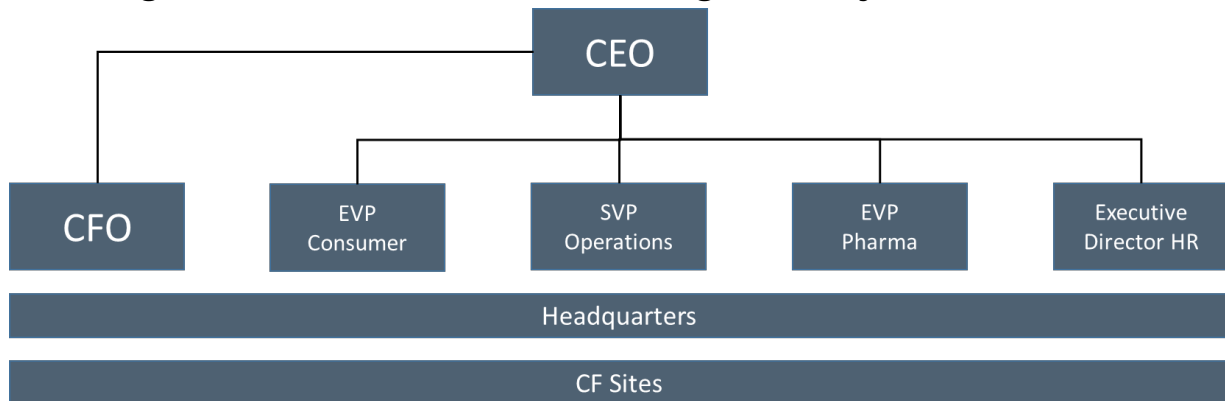 CEO
CFO
EVP
Consumer
SVP
Operations
EVP
Pharma
Executive
Director HR
Headquarters
CF Sites